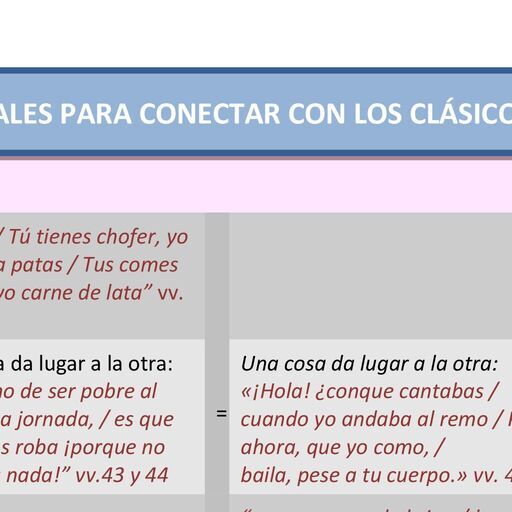 ALES PARA CONECTAR CON LOS CLÁSICO
/ Tú tienes chofer, yo
a patas / Tus comes
yo carne de lata” vv.
a da lugar a la otra:
no de ser pobre al
a jornada, / es que
s roba ¡porque no
nada!” vv.43 y 44
=
Una cosa da lugar a la otra:
«¡Hola! ¿conque cantabas /
cuando yo andaba al remo /
ahora, que yo como, /
baila, pese a tu cuerpo.» vv. 4